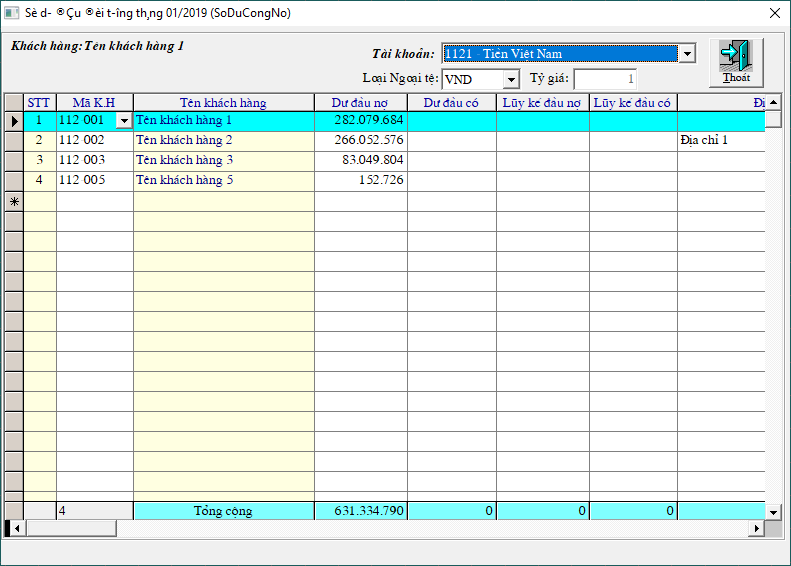 Sè d- ®Çu ®èi t-îng th¸ng 01/2019 (SoDuCongNo)
Khách hàng: Tên khách hàng 1
Tài khoản: 1121 - Tiền Việt Nam
Thoát
Loại Ngoại tệ: VND Tỷ giá: 1
STT Mã K.H Tên khách hàng Dư đầu nợ Dư đầu có Lũy kế đầu nợ Lũy kế đầu có
1 112 001 Tên khách hàng 1 282.079.684
2 112 002 Tên khách hàng 2 266.052.576 Địa chỉ 1
3 112 003 Tên khách hàng 3 83.049.804
4 112 005 Tên khách hàng 5 152.726
4 Tổng cộng 631.334.790 0 0 0